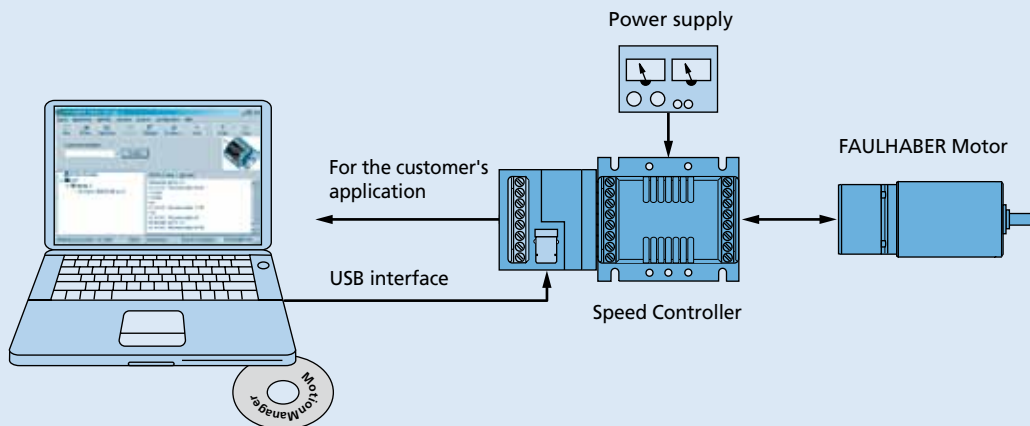 Power supply
FAULHABER Motor
For the customer's
application
USB interface
Speed Controller
MotionManager